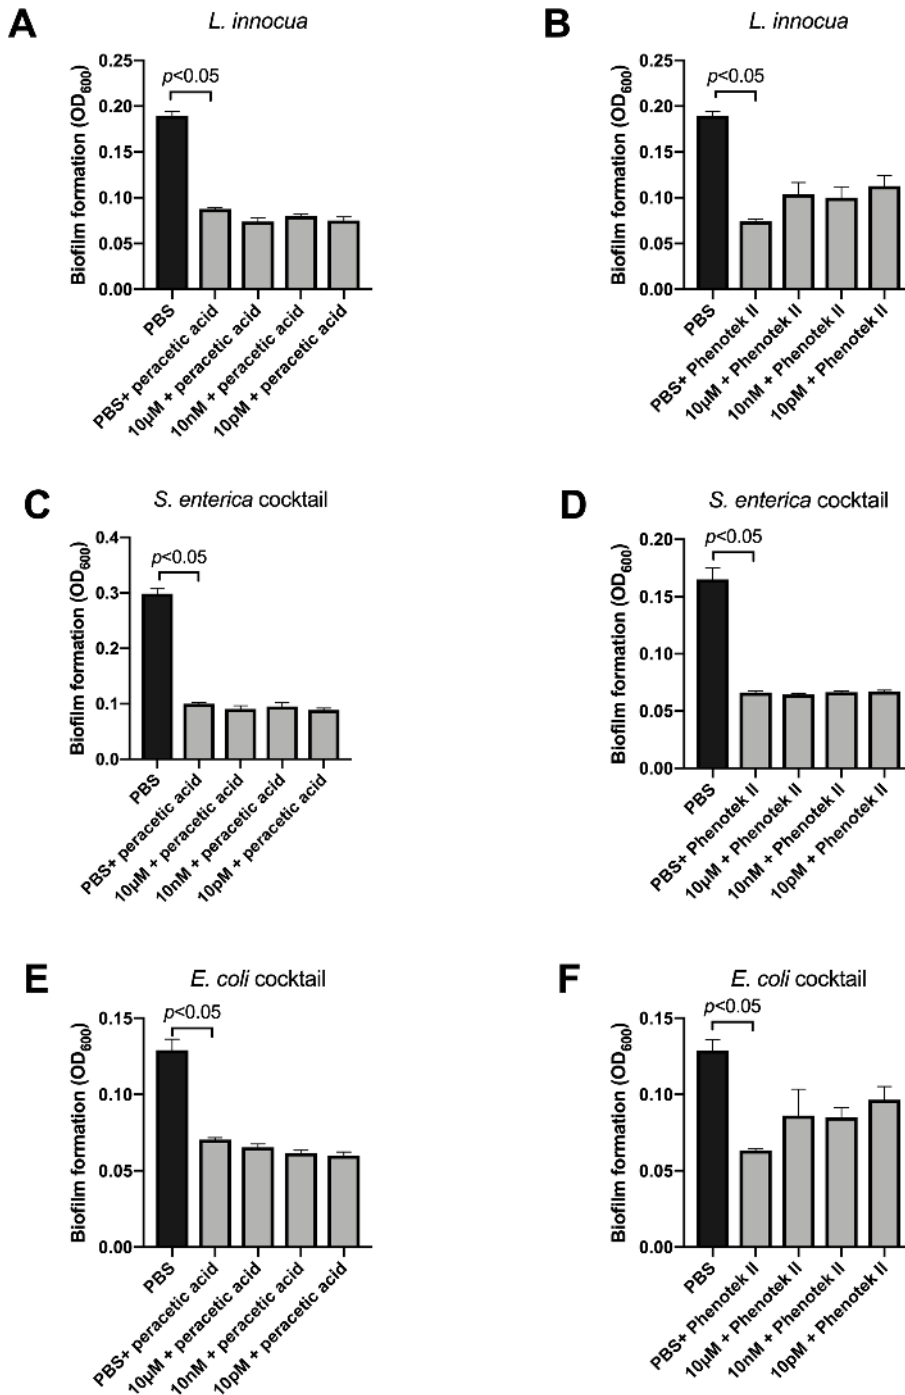 A
L. innocua
Biofilm formation (OD600)
0.25
0.20
0.15
0.10
0.05
0.00
p<0.05
PBS
PBS+ peracetic acid
10μM + peracetic acid
10nM + peracetic acid
10pM + peracetic acid
B
L. innocua
Biofilm formation (OD600)
0.25
0.20
0.15
0.10
0.05
0.00
p<0.05
PBS
PBS+ Phenotek II
10μM + Phenotek II
10nM + Phenotek II
10pM + Phenotek II
C
S. enterica cocktail
Biofilm formation (OD600)
0.4
0.3
0.2
0.1
0.0
p<0.05
PBS
PBS+ peracetic acid
10μM + peracetic acid
10nM + peracetic acid
10pM + peracetic acid
D
S. enterica cocktail
Biofilm formation (OD600)
0.20
0.15
0.10
0.05
0.00
p<0.05
PBS
PBS+ Phenotek II
10μM + Phenotek II
10nM + Phenotek II
10pM + Phenotek II
E
E. coli cocktail
Biofilm formation (OD600)
0.15
0.10
0.05
0.00
p<0.05
PBS
PBS+ peracetic acid
10μM + peracetic acid
10nM + peracetic acid
10pM + peracetic acid
F
E. coli cocktail
Biofilm formation (OD600)
0.15
0.10
0.05
0.00
p<0.05
PBS
PBS+ Phenotek II
10μM + Phenotek II
10nM + Phenotek II
10pM + Phenotek II